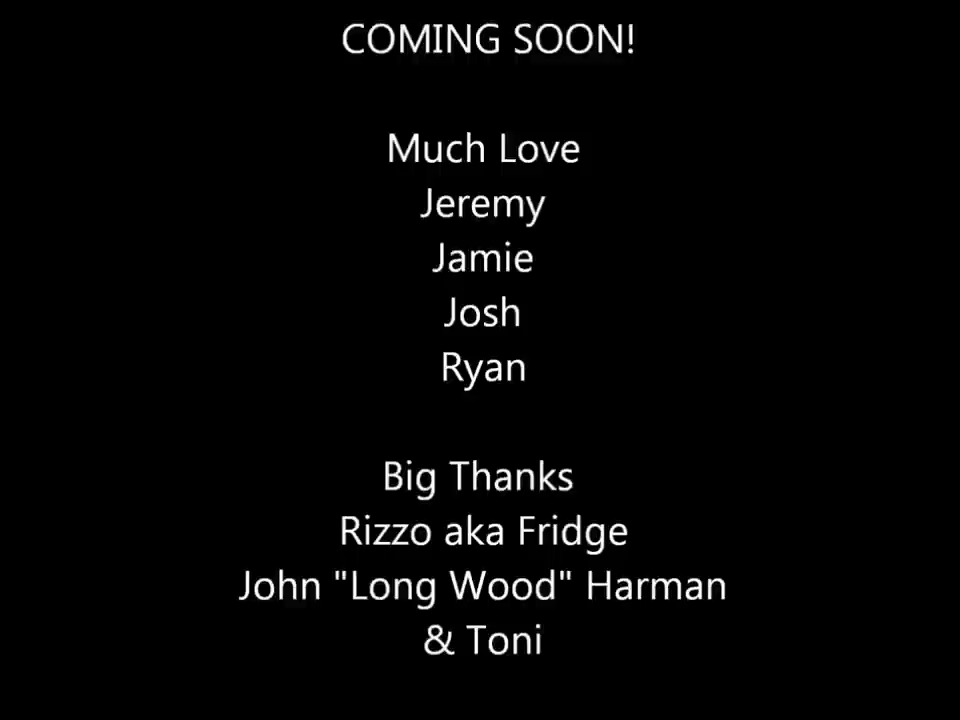 COMING SOON!
Much Love
Jeremy
Jamie
Josh
Ryan
Big Thanks
Rizzo aka Fridge
John "Long Wood" Harman
& Toni